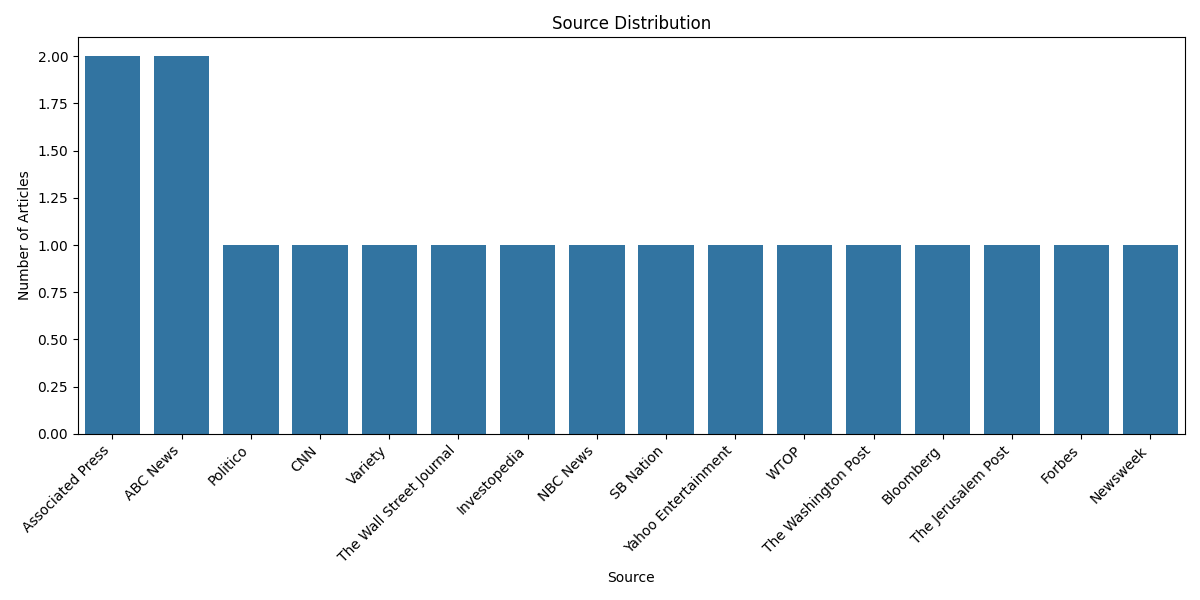 Source Distribution
Number of Articles
2.00
1.75
1.50
1.25
1.00
0.75
0.50
0.25
0.00
Associated Press
ABC News
Politico
CNN
Variety
The Wall Street Journal
Investopedia
NBC News
SB Nation
Yahoo Entertainment
WTOP
The Washington Post
Bloomberg
The Jerusalem Post
Forbes
Newsweek
Source